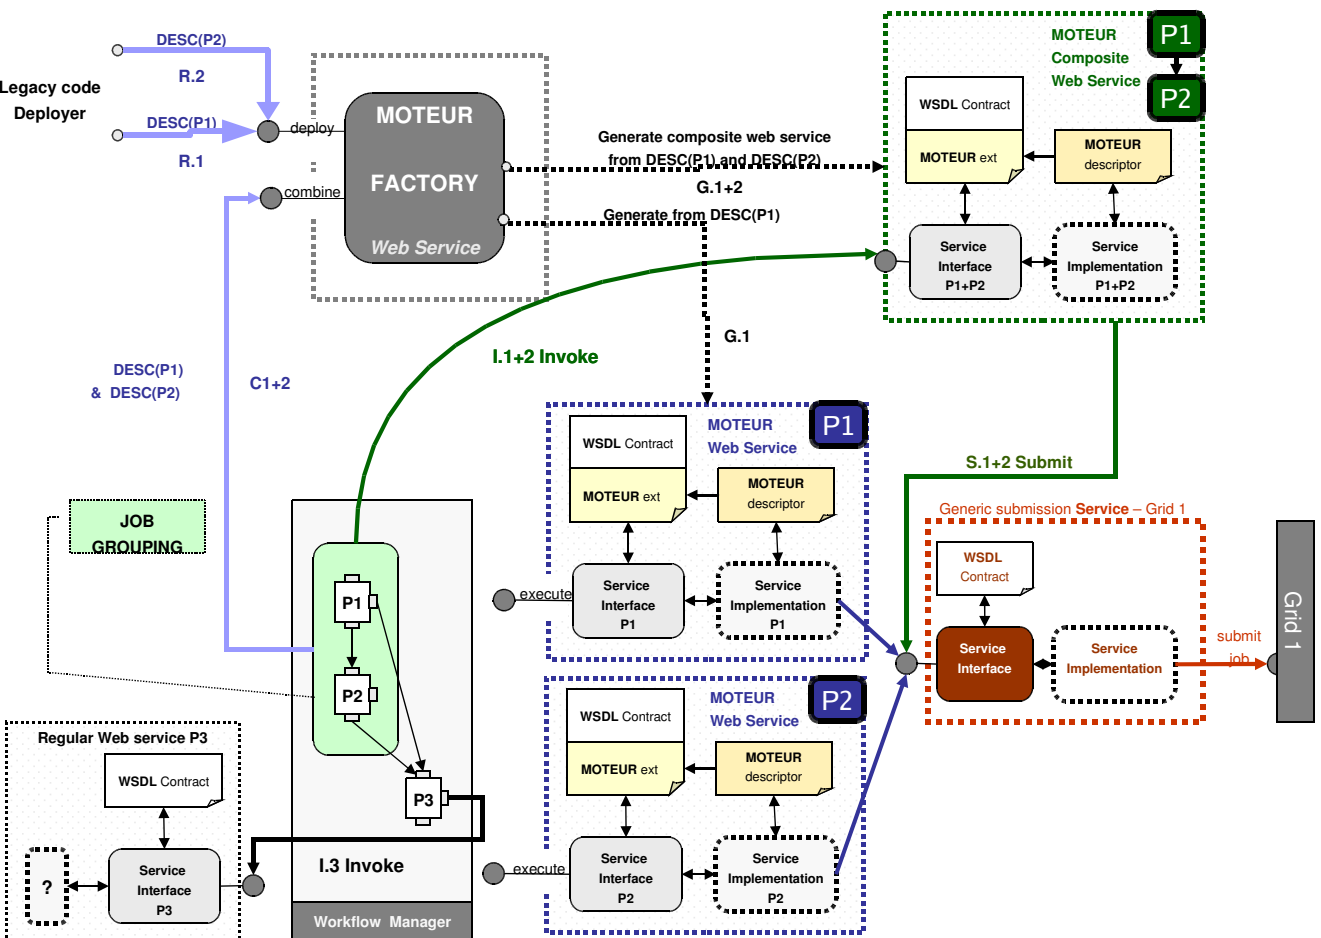 DESC(P2)
R.2
Legacy code
Deployer
DESC(P1)
R.1
deploy
combine
MOTEUR
FACTORY
Web Service
Generate composite web service
from DESC(P1) and DESC(P2)
G.1+2
Generate from DESC(P1)
G.1
MOTEUR
Composite
Web Service
P1
P2
WSDL Contract
MOTEUR ext
MOTEUR
descriptor
Service
Interface
P1+P2
Service
Implementation
P1+P2
DESC(P1)
& DESC(P2)
C1+2
I.1+2 Invoke
S.1+2 Submit
JOB
GROUPING
P1
P2
P3
I.3 Invoke
Workflow Manager
MOTEUR
Web Service
P1
WSDL Contract
MOTEUR ext
MOTEUR
descriptor
execute
Service
Interface
P1
Service
Implementation
P1
MOTEUR
Web Service
P2
WSDL Contract
MOTEUR ext
MOTEUR
descriptor
execute
Service
Interface
P2
Service
Implementation
P2
Generic submission Service – Grid 1
WSDL
Contract
Service
Interface
Service
Implementation
submit
job
Grid 1
Regular Web service P3
WSDL Contract
?
Service
Interface
P3